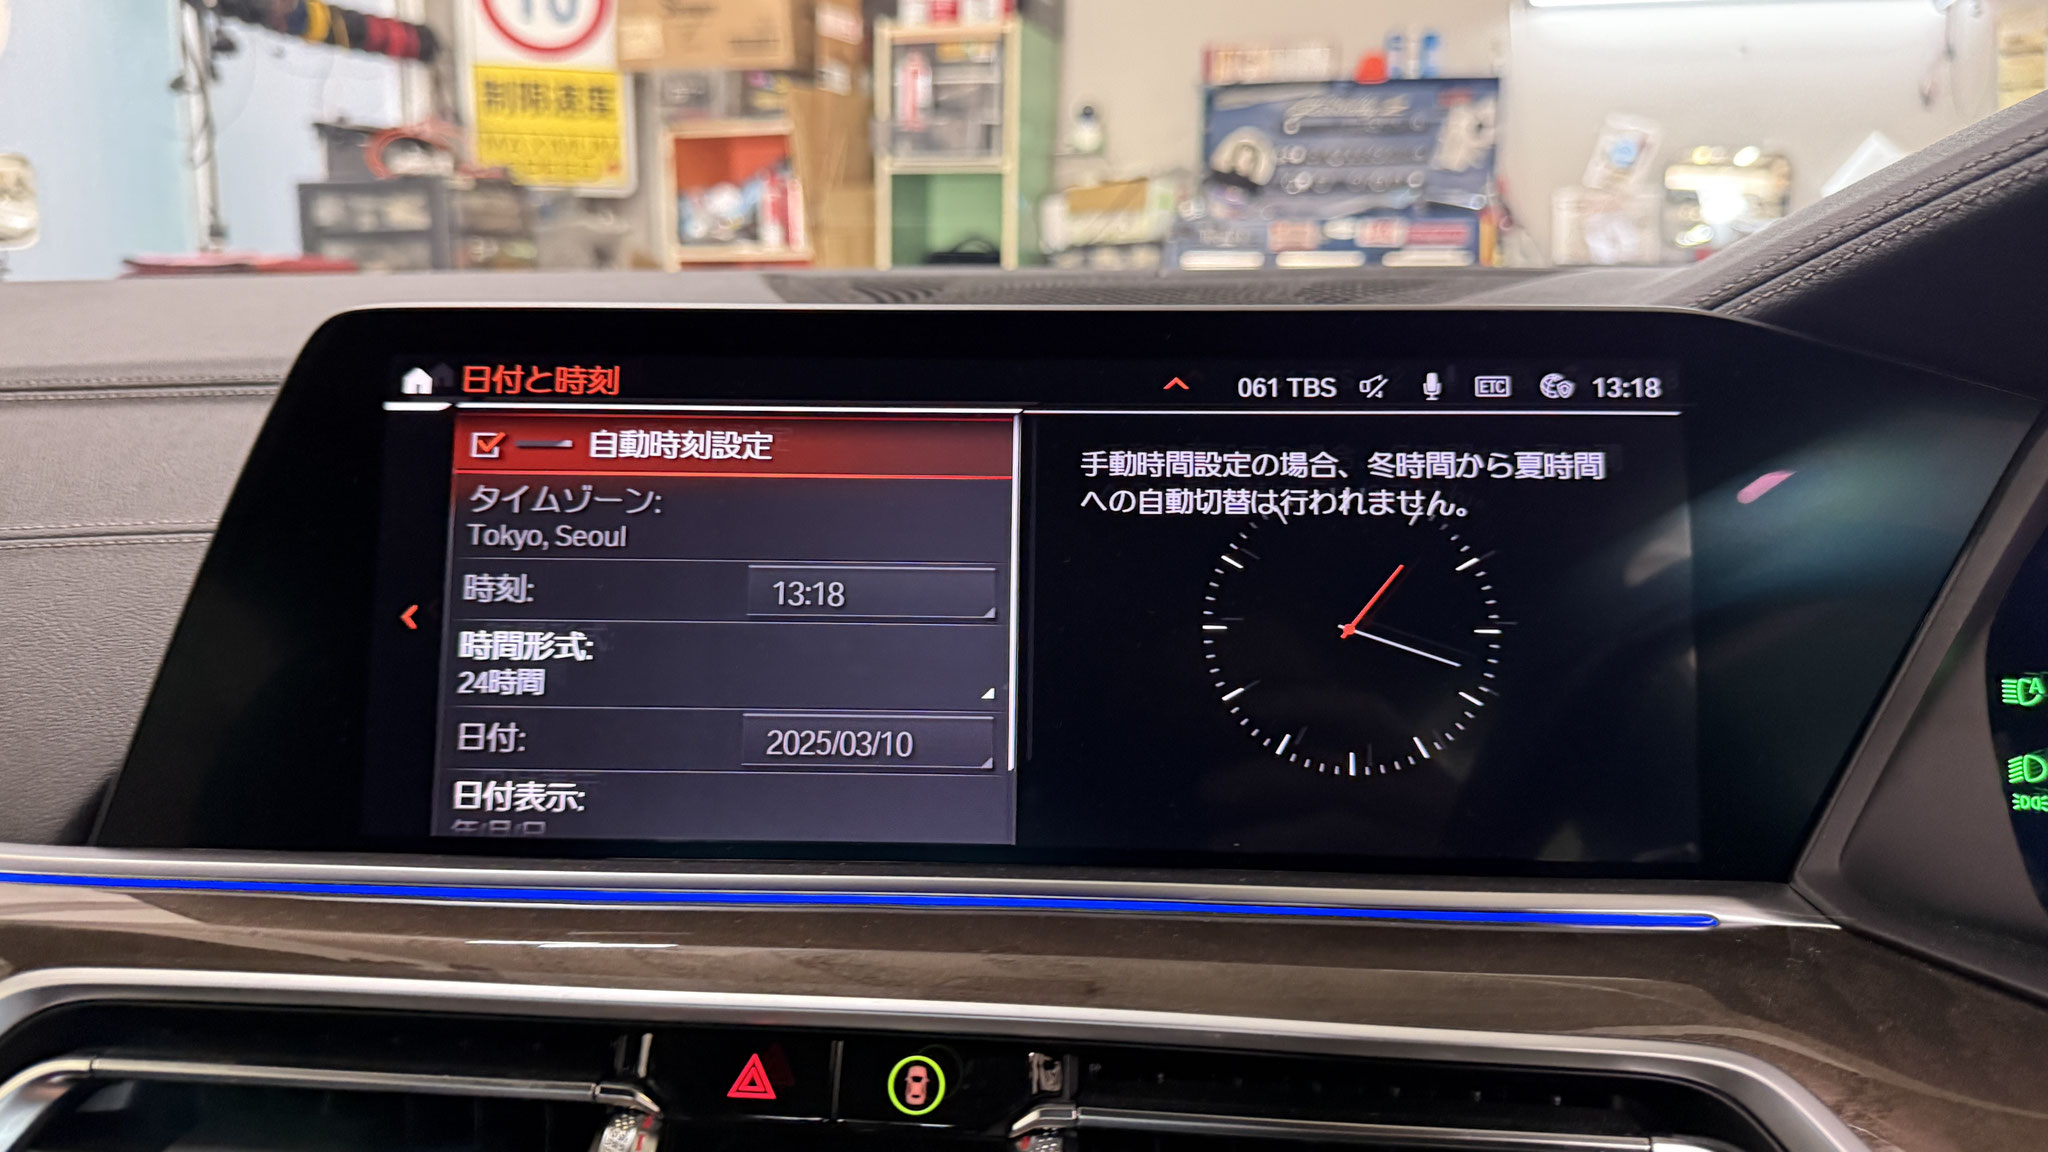 10
制限速度
日付と時刻
061 TBS
ETC
13:18
自動時刻設定
タイムゾーン:
Tokyo, Seoul
時刻:
13:18
時間形式:
24時間
日付:
2025/03/10
日付表示:
年/月/日
手動時間設定の場合、冬時間から夏時間
への自動切替は行われません。
A